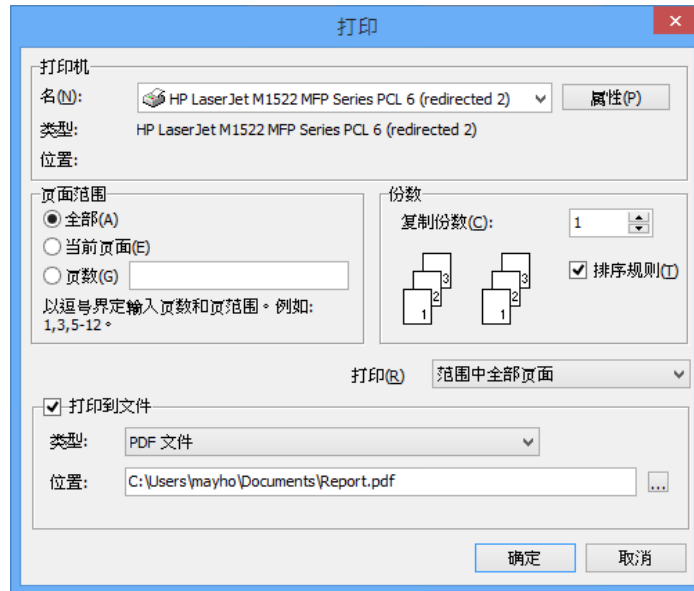 打印
打印机
名(N): HP LaserJet M1522 MFP Series PCL 6 (redirected 2) 属性(P)
类型: HP LaserJet M1522 MFP Series PCL 6 (redirected 2)
位置:
页面范围
全部(A)
当前页面(E)
页数(G)
以逗号界定输入页数和页范围。例如:
1,3,5-12。
份数
复制份数(C): 1
排序规则(T)
1 2 3 1 2 3
打印(R) 范围中全部页面
打印到文件
类型: PDF 文件
位置: C:\Users\mayho\Documents\Report.pdf ...
确定 取消